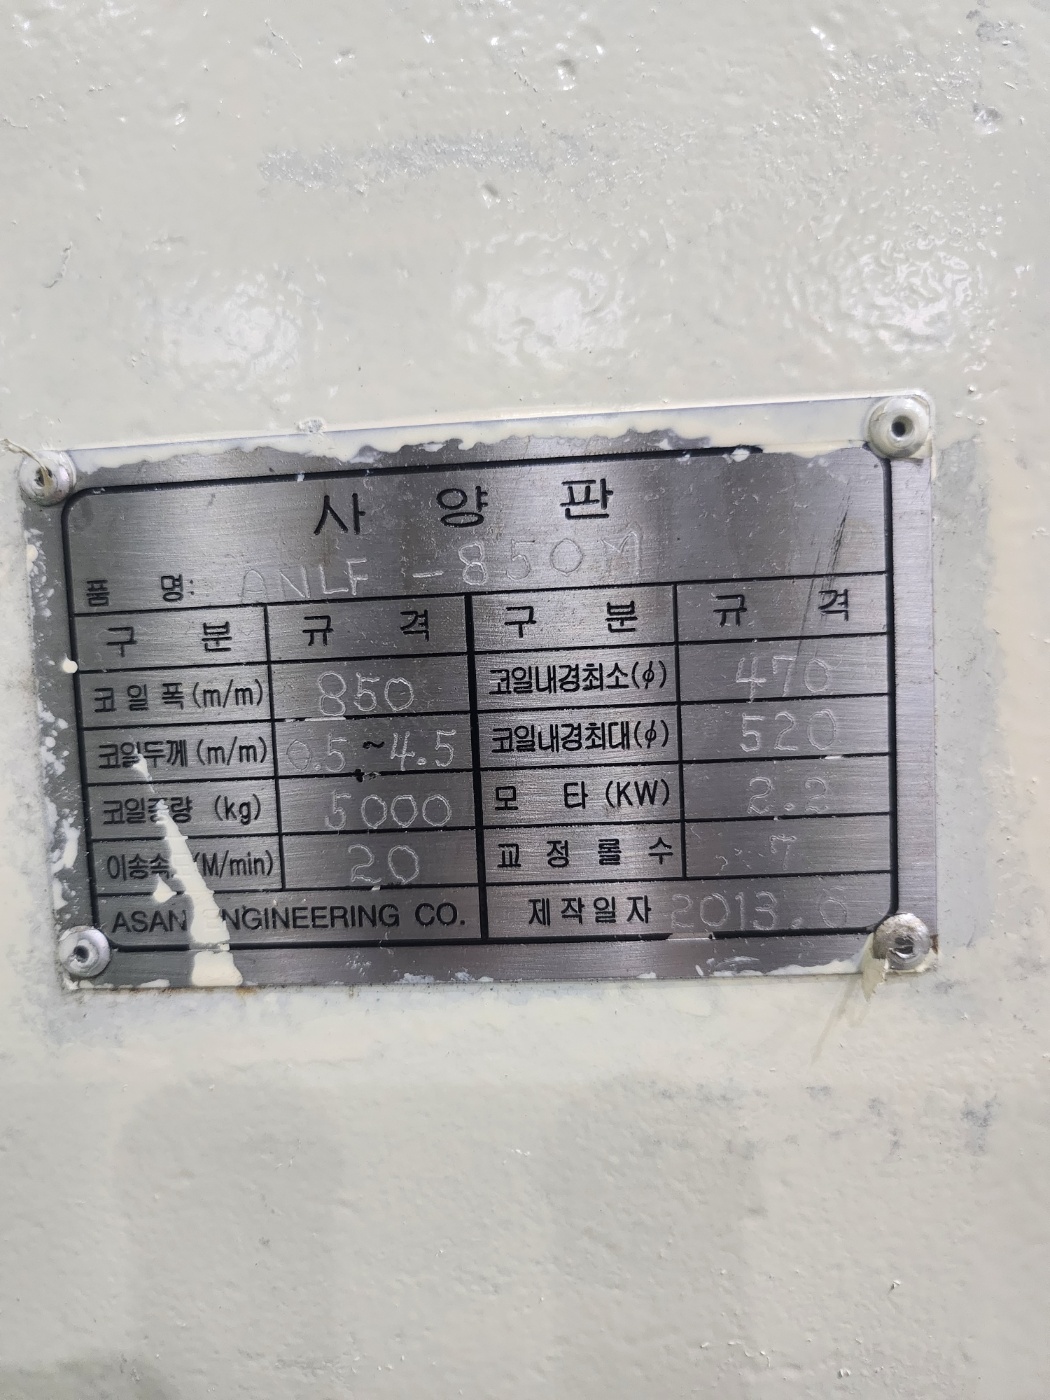 사 양 판
품 명: ANLF -850M
구 분 규 격 구 분 규 격
코일폭(m/m) 850 코일내경최소(ϕ) 470
코일두께(m/m) 0.5~4.5 코일내경최대(ϕ) 520
코일중량 (kg) 5000 모 타 (KW) 2.2
(M/min) 20 교 정 롤 수 7
ASAN ENGINEERING CO. 제작일자 2013.